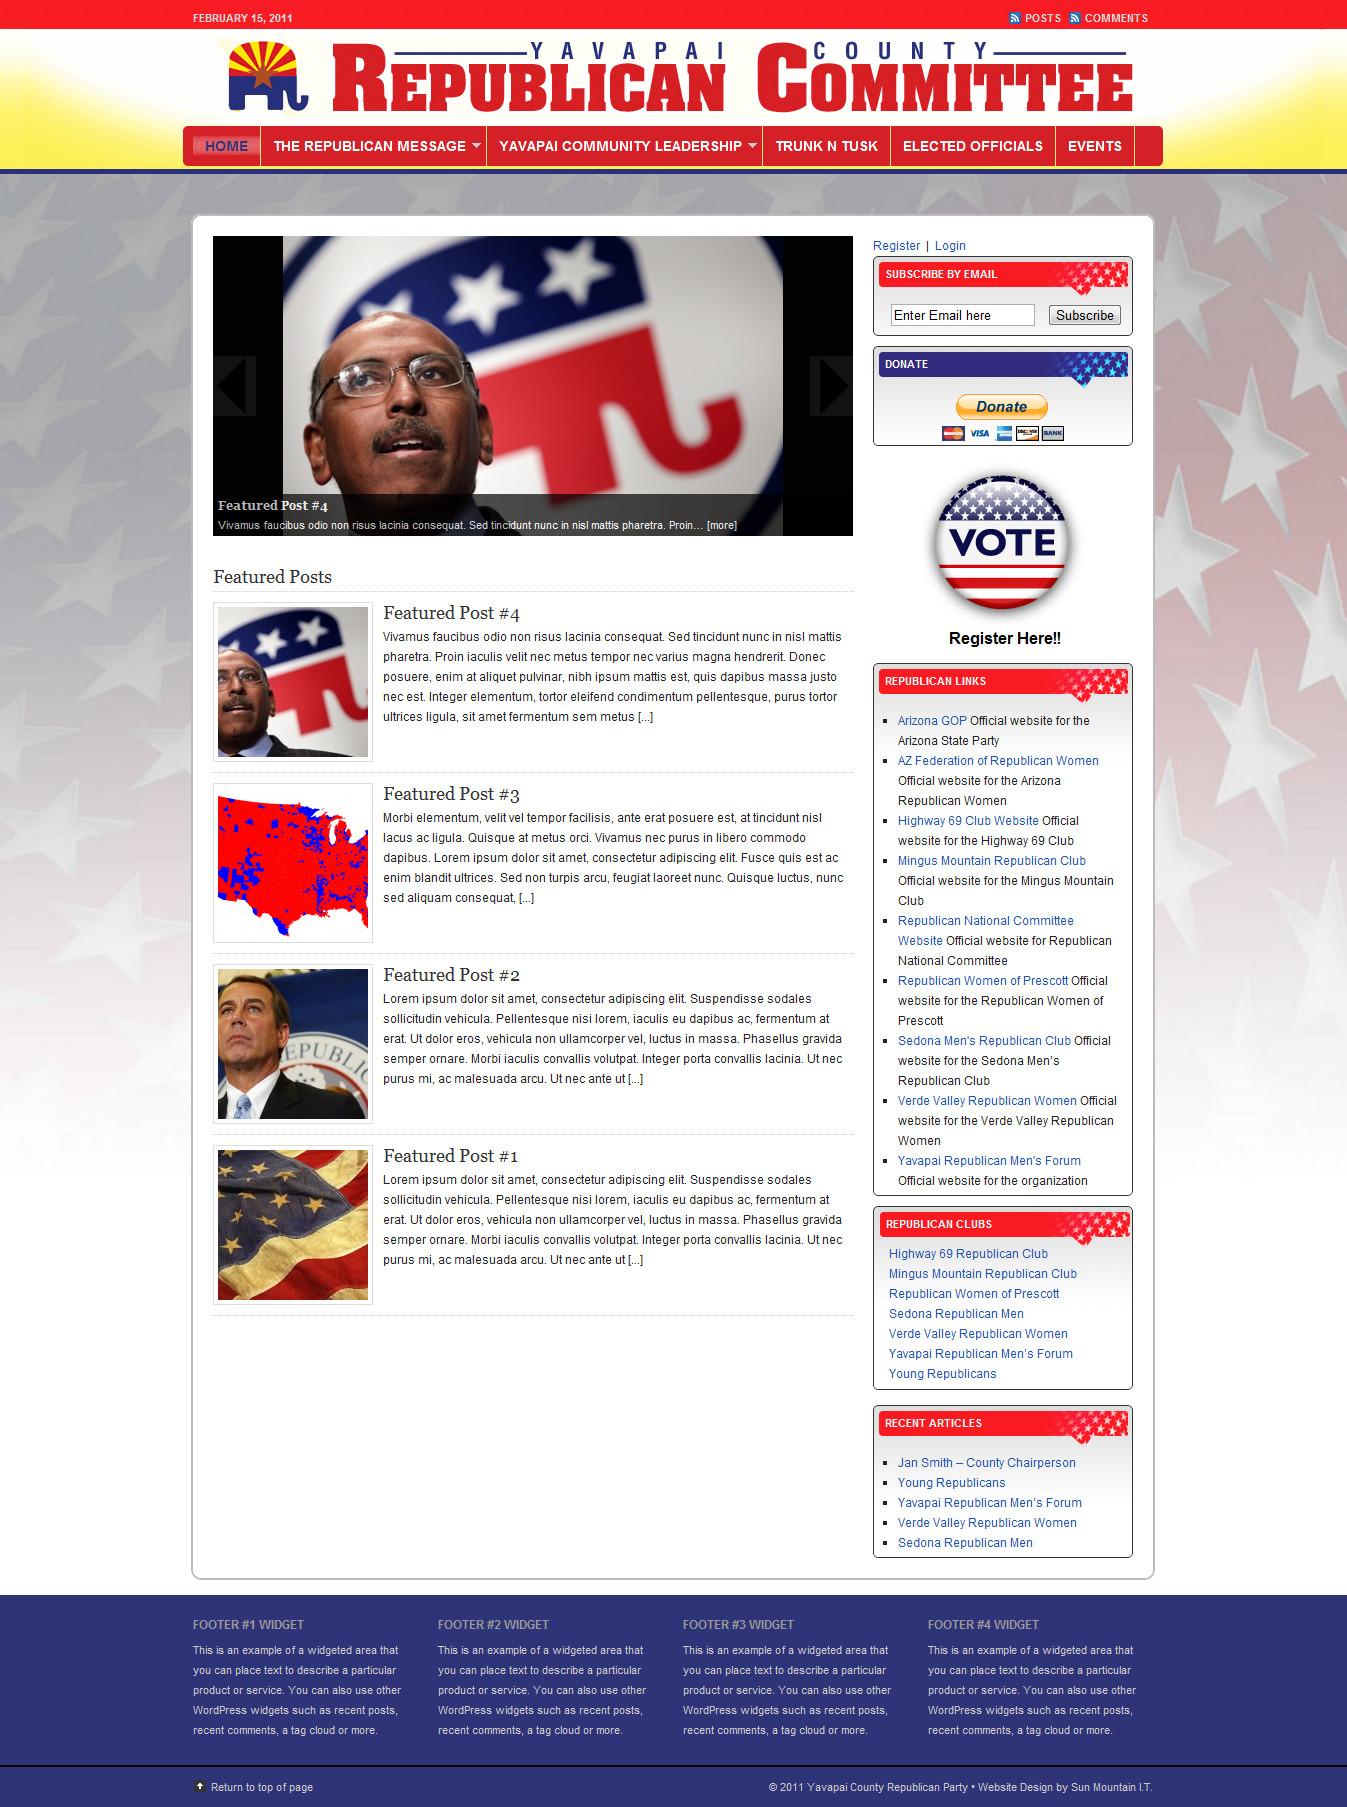 FEBRUARY 15, 2011
POSTS COMMENTS
YAVAPAI COUNTY
REPUBLICAN COMMITTEE
HOME THE REPUBLICAN MESSAGE YAVAPAI COMMUNITY LEADERSHIP TRUNK N TUSK ELECTED OFFICIALS EVENTS
Featured Post #4
Vivamus faucibus odio non risus lacinia consequat. Sed tincidunt nunc in nisl mattis pharetra. Proin... [more]
Featured Posts
Featured Post #4
Vivamus faucibus odio non risus lacinia consequat. Sed tincidunt nunc in nisl mattis
pharetra. Proin iaculis velit nec metus tempor nec varius magna hendrerit. Donec
posuere, enim at aliquet pulvinar, nibh ipsum mattis est, quis dapibus massa justo
nec est. Integer elementum, tortor eleifend condimentum pellentesque, purus tortor
ultrices ligula, sit amet fermentum sem metus [...]
Featured Post #3
Morbi elementum, velit vel tempor facilisis, ante erat posuere est, at tincidunt nisl
lacus ac ligula. Quisque at metus orci. Vivamus nec purus in libero commodo
dapibus. Lorem ipsum dolor sit amet, consectetur adipiscing elit. Fusce quis est ac
enim blandit ultrices. Sed non turpis arcu, feugiat laoreet nunc. Quisque luctus, nunc
sed aliquam consequat, [...]
Featured Post #2
EPUBLIC
Lorem ipsum dolor sit amet, consectetur adipiscing elit. Suspendisse sodales
sollicitudin vehicula. Pellentesque nisi lorem, iaculis eu dapibus ac, fermentum at
erat. Ut dolor eros, vehicula non ullamcorper vel, luctus in massa. Phasellus gravida
semper ornare. Morbi iaculis convallis volutpat. Integer porta convallis lacinia. Ut nec
purus mi, ac malesuada arcu. Ut nec ante ut [...]
Featured Post #1
Lorem ipsum dolor sit amet, consectetur adipiscing elit. Suspendisse sodales
sollicitudin vehicula. Pellentesque nisi lorem, iaculis eu dapibus ac, fermentum at
erat. Ut dolor eros, vehicula non ullamcorper vel, luctus in massa. Phasellus gravida
semper ornare. Morbi iaculis convallis volutpat. Integer porta convallis lacinia. Ut nec
purus mi, ac malesuada arcu. Ut nec ante ut [...]
Register | Login
SUBSCRIBE BY EMAIL
Enter Email here Subscribe
DONATE
Donate
MasterCard VISA DISCOVER BANK
VOTE
Register Here!!
REPUBLICAN LINKS
Arizona GOP Official website for the
Arizona State Party
AZ Federation of Republican Women
Official website for the Arizona
Republican Women
Highway 69 Club Website Official
website for the Highway 69 Club
Mingus Mountain Republican Club
Official website for the Mingus Mountain
Club
Republican National Committee
Website Official website for Republican
National Committee
Republican Women of Prescott Official
website for the Republican Women of
Prescott
Sedona Men's Republican Club Official
website for the Sedona Men's
Republican Club
Verde Valley Republican Women Official
website for the Verde Valley Republican
Women
Yavapai Republican Men's Forum
Official website for the organization
REPUBLICAN CLUBS
Highway 69 Republican Club
Mingus Mountain Republican Club
Republican Women of Prescott
Sedona Republican Men
Verde Valley Republican Women
Yavapai Republican Men's Forum
Young Republicans
RECENT ARTICLES
Jan Smith – County Chairperson
Young Republicans
Yavapai Republican Men's Forum
Verde Valley Republican Women
Sedona Republican Men
FOOTER #1 WIDGET
This is an example of a widgeted area that
you can place text to describe a particular
product or service. You can also use other
WordPress widgets such as recent posts,
recent comments, a tag cloud or more.
FOOTER #2 WIDGET
This is an example of a widgeted area that
you can place text to describe a particular
product or service. You can also use other
WordPress widgets such as recent posts,
recent comments, a tag cloud or more.
FOOTER #3 WIDGET
This is an example of a widgeted area that
you can place text to describe a particular
product or service. You can also use other
WordPress widgets such as recent posts,
recent comments, a tag cloud or more.
FOOTER #4 WIDGET
This is an example of a widgeted area that
you can place text to describe a particular
product or service. You can also use other
WordPress widgets such as recent posts,
recent comments, a tag cloud or more.
Return to top of page
© 2011 Yavapai County Republican Party • Website Design by Sun Mountain I.T.